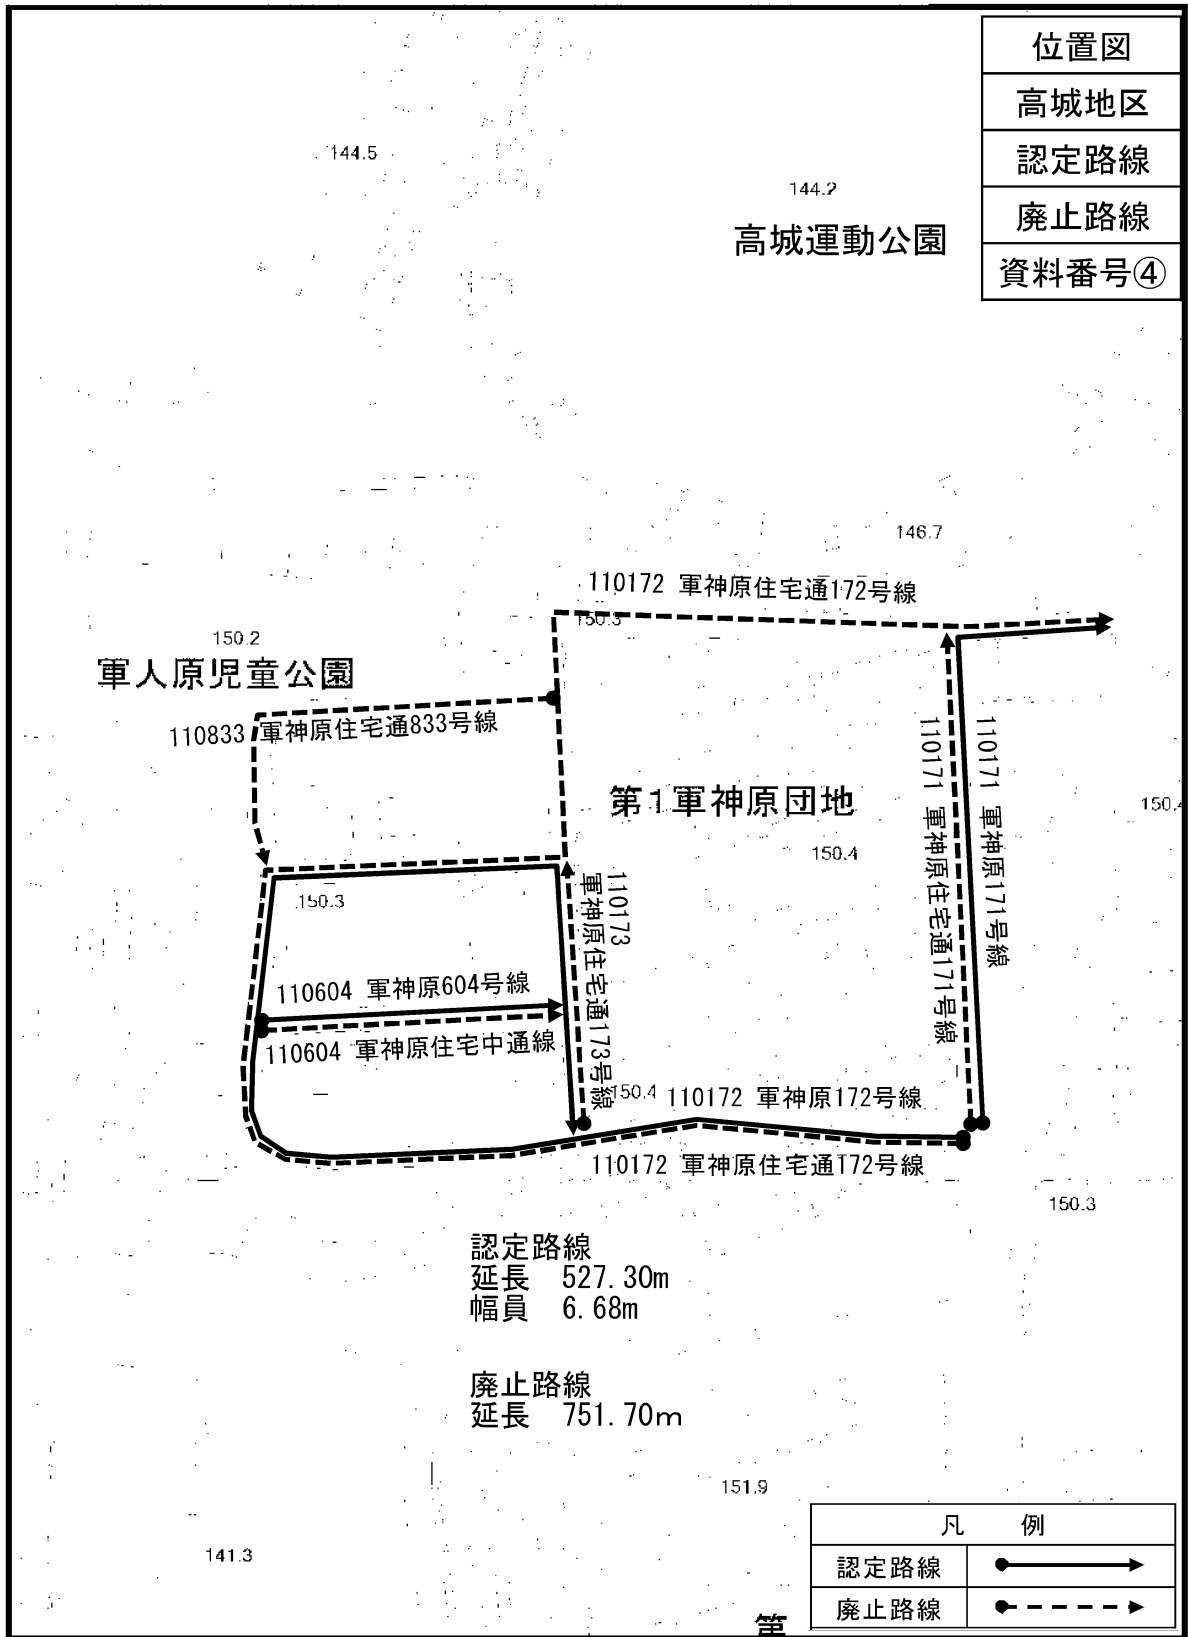 位置図
高城地区
認定路線
廃止路線
資料番号④
144.5
144.2
高城運動公園
146.7
110172 軍神原住宅通172号線
150.3
150.2
軍人原児童公園
110833 軍神原住宅通833号線
110171 軍神原住宅通171号線
110171 軍神原171号線
第1軍神原団地
150.4
150.4
150.3
110173
軍神原住宅通173号線
110604 軍神原604号線
110604 軍神原住宅中通線
150.4
110172 軍神原172号線
110172 軍神原住宅通172号線
150.3
認定路線
延長 527.30m
幅員 6.68m
廃止路線
延長 751.70m
151.9
141.3
凡 例
認定路線
廃止路線
第